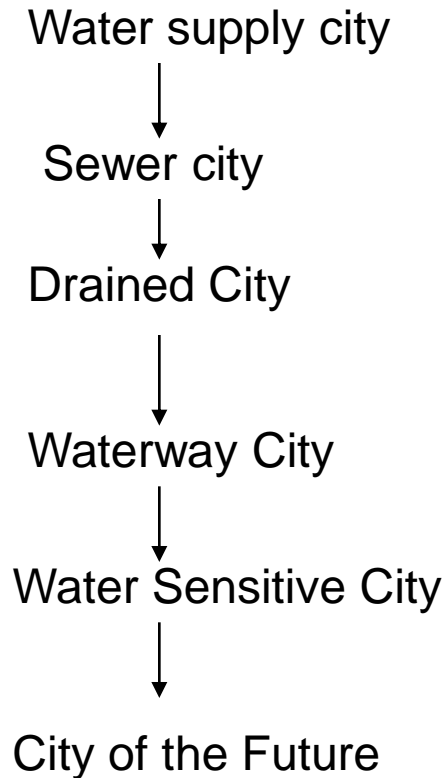 Water supply city
Sewer city
Drained City
Waterway City
Water Sensitive City
City of the Future